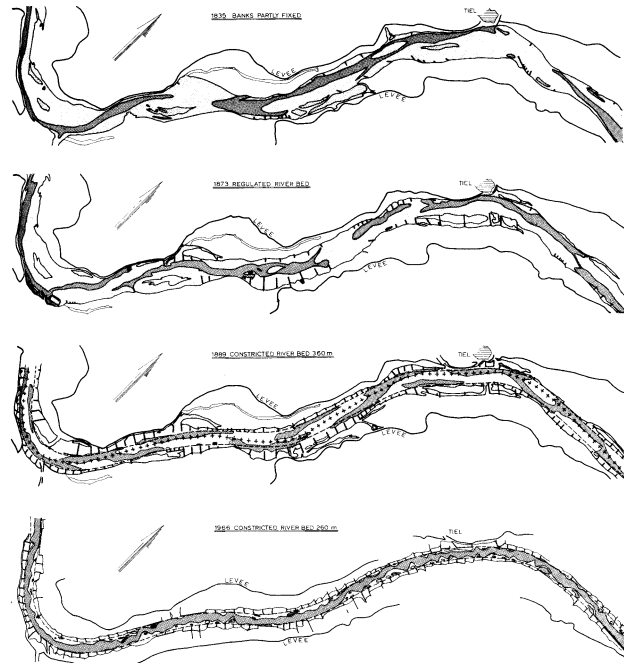 1835 BANKS PARTLY FIXED
TIEL
LEVEE
LEVEE
1873 REGULATED RIVER BED
TIEL
LEVEE
LEVEE
1889 CONSTRICTED RIVER BED 360 m
TIEL
LEVEE
LEVEE
1966 CONSTRICTED RIVER BED 260 m
TIEL
LEVEE
LEVEE